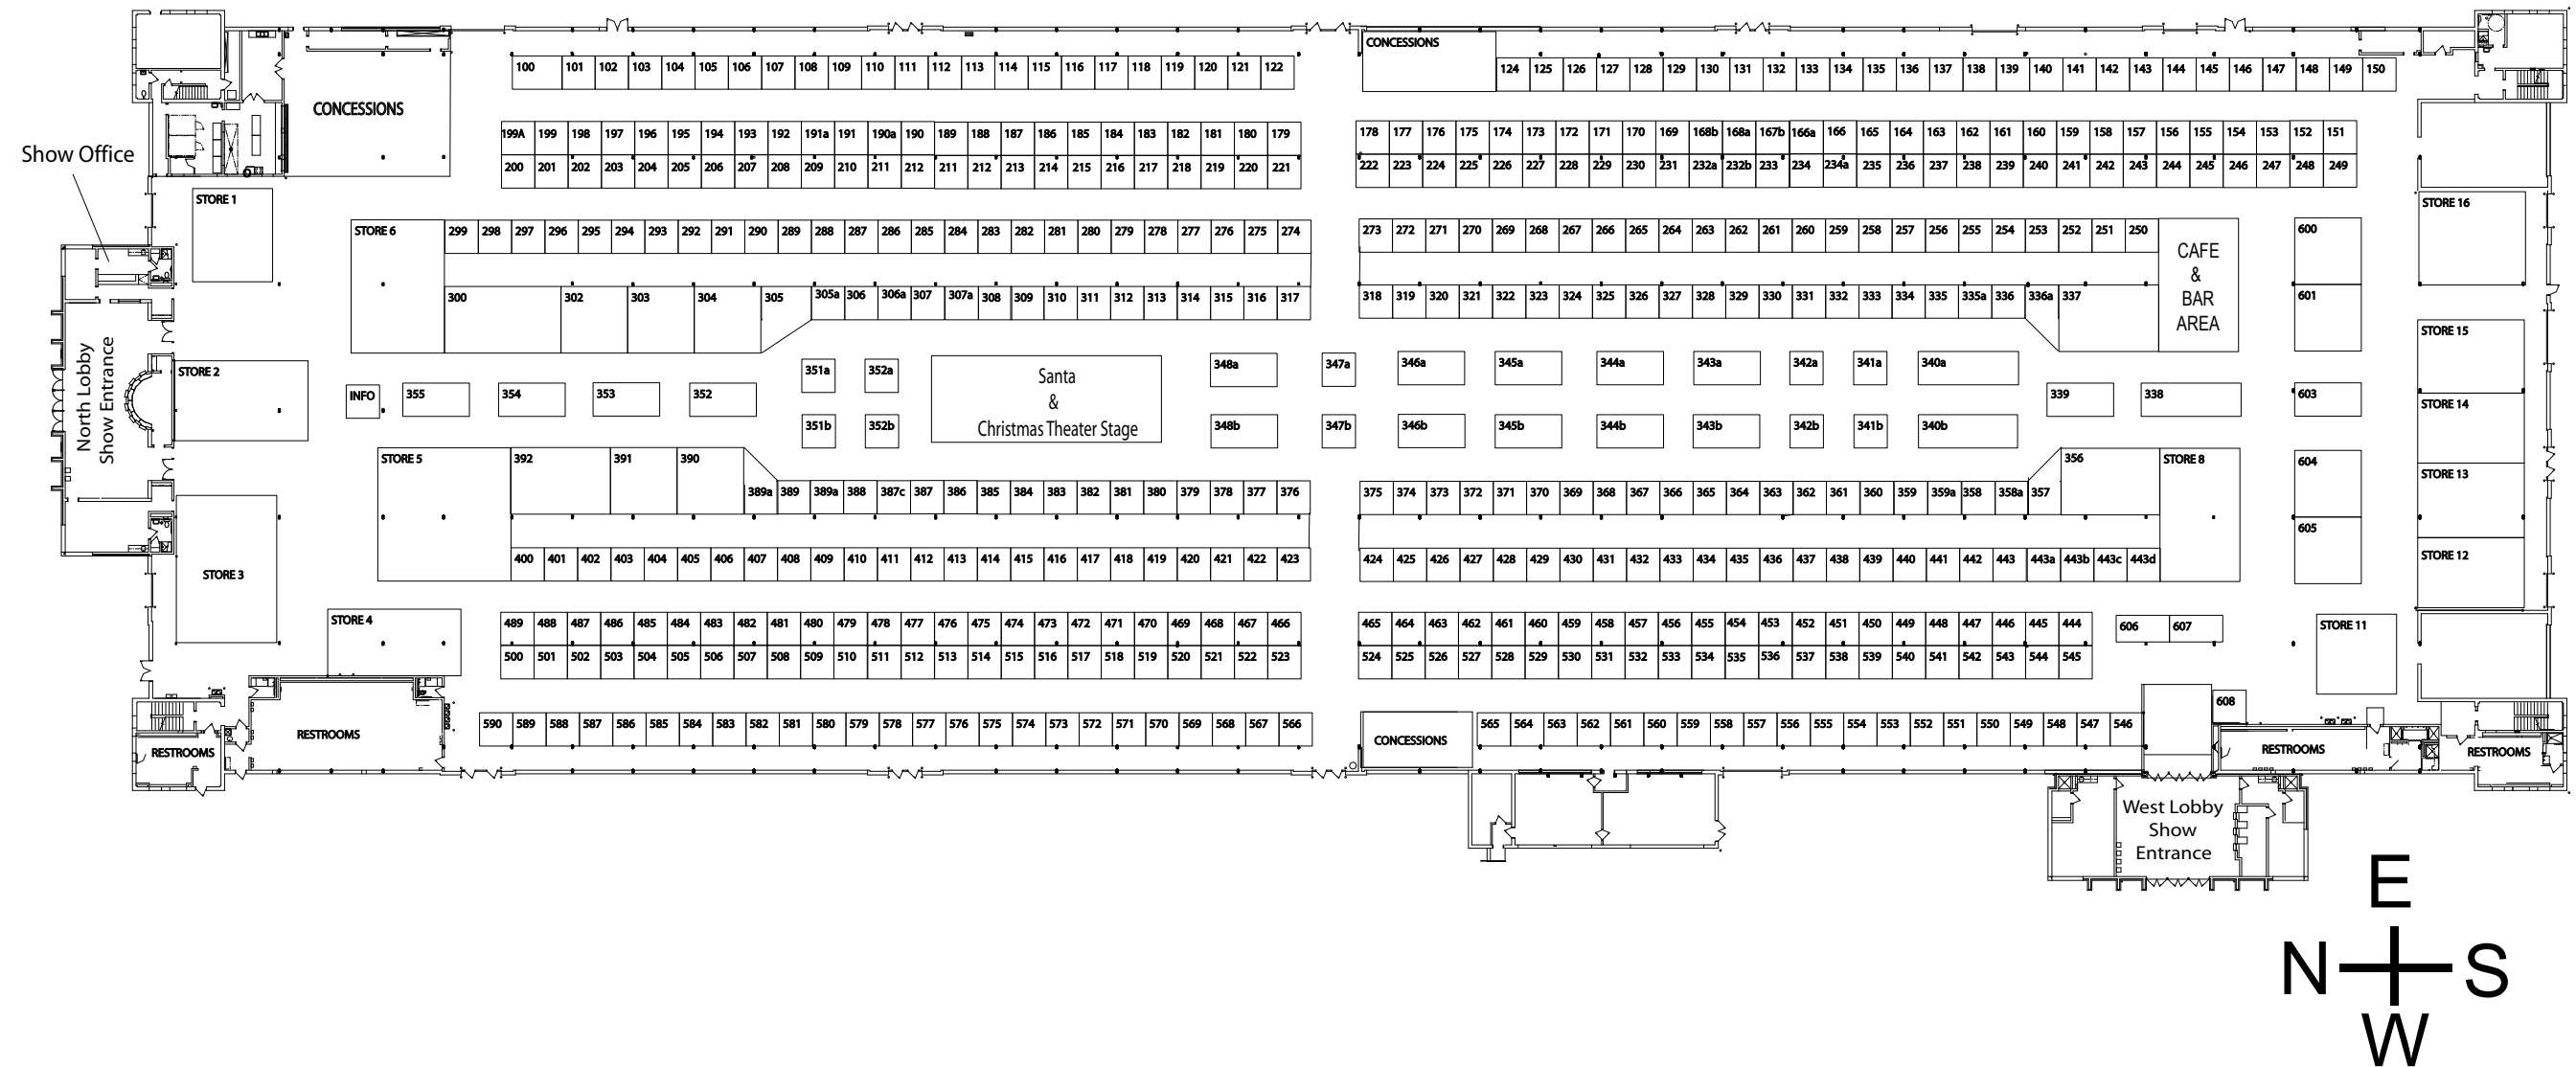 CONCESSIONS
100 101 102 103 104 105 106 107 108 109 110 111 112 113 114 115 116 117 118 119 120 121 122
CONCESSIONS
124 125 126 127 128 129 130 131 132 133 134 135 136 137 138 139 140 141 142 143 144 145 146 147 148 149 150
Show Office
199A 199 198 197 196 195 194 193 192 191a 191 190a 190 189 188 187 186 185 184 183 182 181 180 179
178 177 176 175 174 173 172 171 170 169 168b 168a 167b 166a 166 165 164 163 162 161 160 159 158 157 156 155 154 153 152 151
200 201 202 203 204 205 206 207 208 209 210 211 212 211 212 213 214 215 216 217 218 219 220 221
222 223 224 225 226 227 228 229 230 231 232a 232b 233 234 234a 235 236 237 238 239 240 241 242 243 244 245 246 247 248 249
STORE 1
STORE 16
STORE 6
299 298 297 296 295 294 293 292 291 290 289 288 287 286 285 284 283 282 281 280 279 278 277 276 275 274
273 272 271 270 269 268 267 266 265 264 263 262 261 260 259 258 257 256 255 254 253 252 251 250
CAFE
&
BAR
AREA
600
601
300 302 303 304 305 305a 306 306a 307 307a 308 309 310 311 312 313 314 315 316 317
318 319 320 321 322 323 324 325 326 327 328 329 330 331 332 333 334 335 335a 336 336a 337
North Lobby
Show Entrance
STORE 2
INFO
355 354 353 352
351a 352a
Santa
&
Christmas Theater Stage
348a 347a 346a 345a 344a 343a 342a 341a 340a
339 338
603
STORE 15
STORE 14
351b 352b
348b 347b 346b 345b 344b 343b 342b 341b 340b
STORE 5
392 391 390
389a 389 389a 388 387c 387 386 385 384 383 382 381 380 379 378 377 376
375 374 373 372 371 370 369 368 367 366 365 364 363 362 361 360 359 359a 358 358a 357
356
STORE 8
604
605
STORE 13
STORE 12
400 401 402 403 404 405 406 407 408 409 410 411 412 413 414 415 416 417 418 419 420 421 422 423
424 425 426 427 428 429 430 431 432 433 434 435 436 437 438 439 440 441 442 443 443a 443b 443c 443d
STORE 3
STORE 4
489 488 487 486 485 484 483 482 481 480 479 478 477 476 475 474 473 472 471 470 469 468 467 466
465 464 463 462 461 460 459 458 457 456 455 454 453 452 451 450 449 448 447 446 445 444
606 607
STORE 11
500 501 502 503 504 505 506 507 508 509 510 511 512 513 514 515 516 517 518 519 520 521 522 523
524 525 526 527 528 529 530 531 532 533 534 535 536 537 538 539 540 541 542 543 544 545
608
RESTROOMS
RESTROOMS
590 589 588 587 586 585 584 583 582 581 580 579 578 577 576 575 574 573 572 571 570 569 568 567 566
CONCESSIONS
565 564 563 562 561 560 559 558 557 556 555 554 553 552 551 550 549 548 547 546
RESTROOMS
RESTROOMS
West Lobby
Show
Entrance
E
N S
W